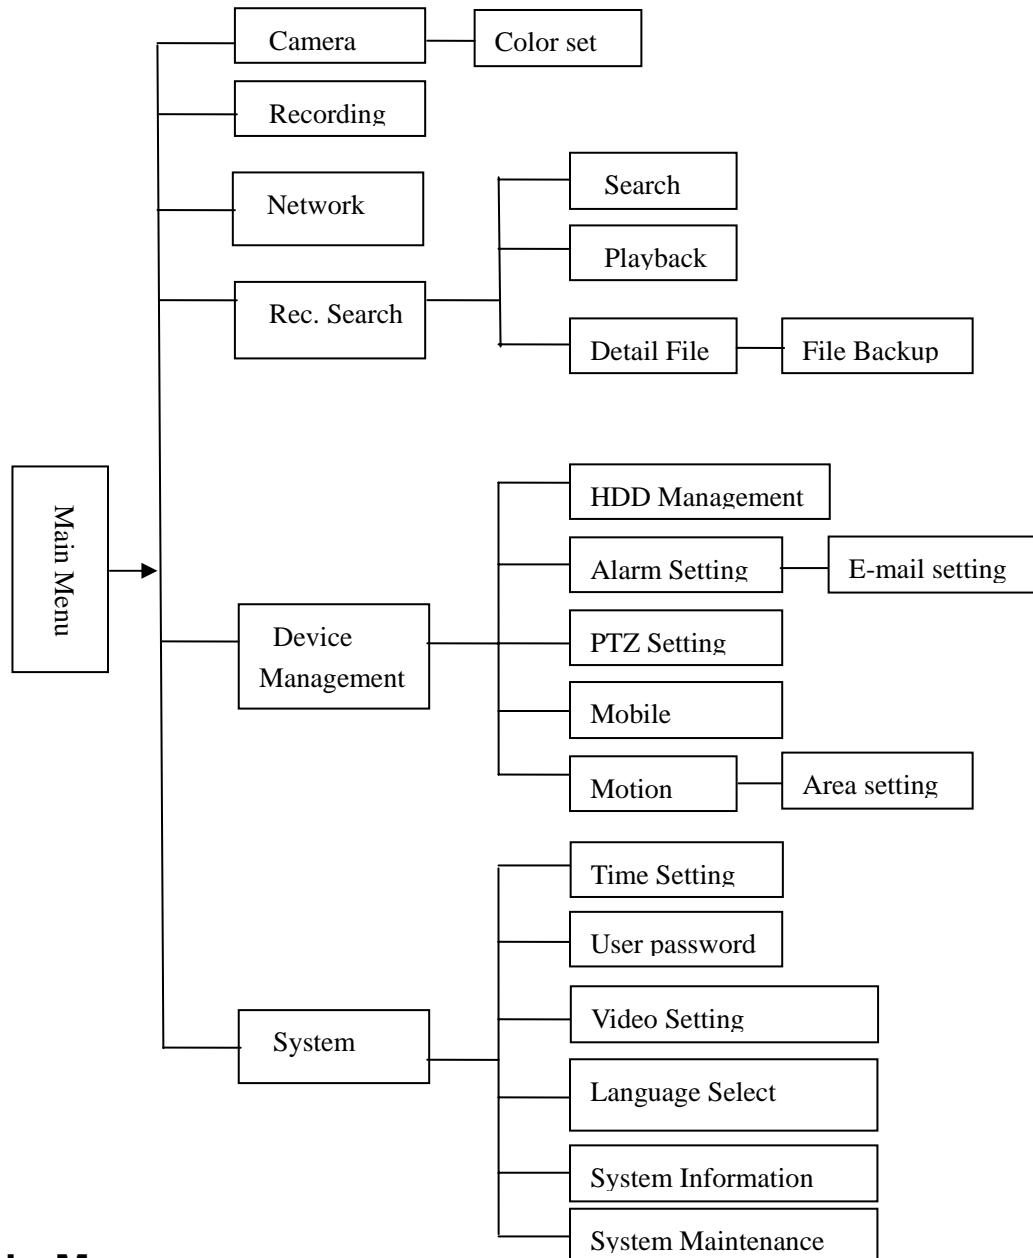 Camera
Color set
Recording
Network
Search
Playback
Rec. Search
Detail File
File Backup
Main Menu
HDD Management
Alarm Setting
E-mail setting
Device
Management
PTZ Setting
Mobile
Motion
Area setting
Time Setting
User password
System
Video Setting
Language Select
System Information
System Maintenance